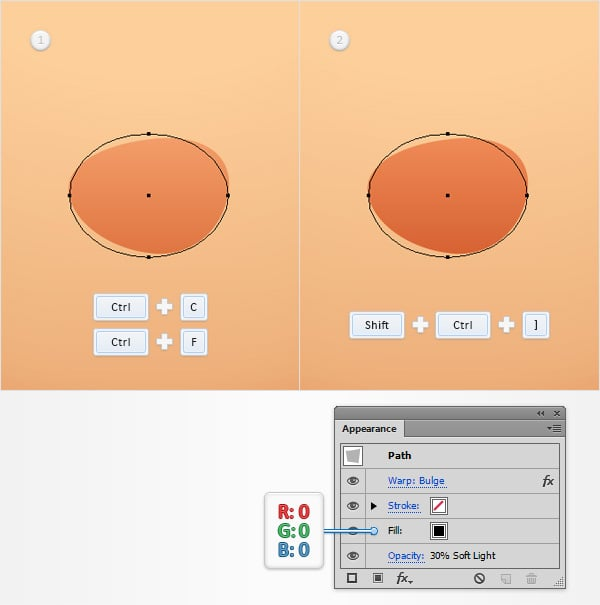 1
2
Ctrl + C
Ctrl + F
Shift + Ctrl + ]
Appearance
Path
Warp: Bulge fx
Stroke:
Fill:
Opacity: 30% Soft Light
fx
R: 0
G: 0
B: 0